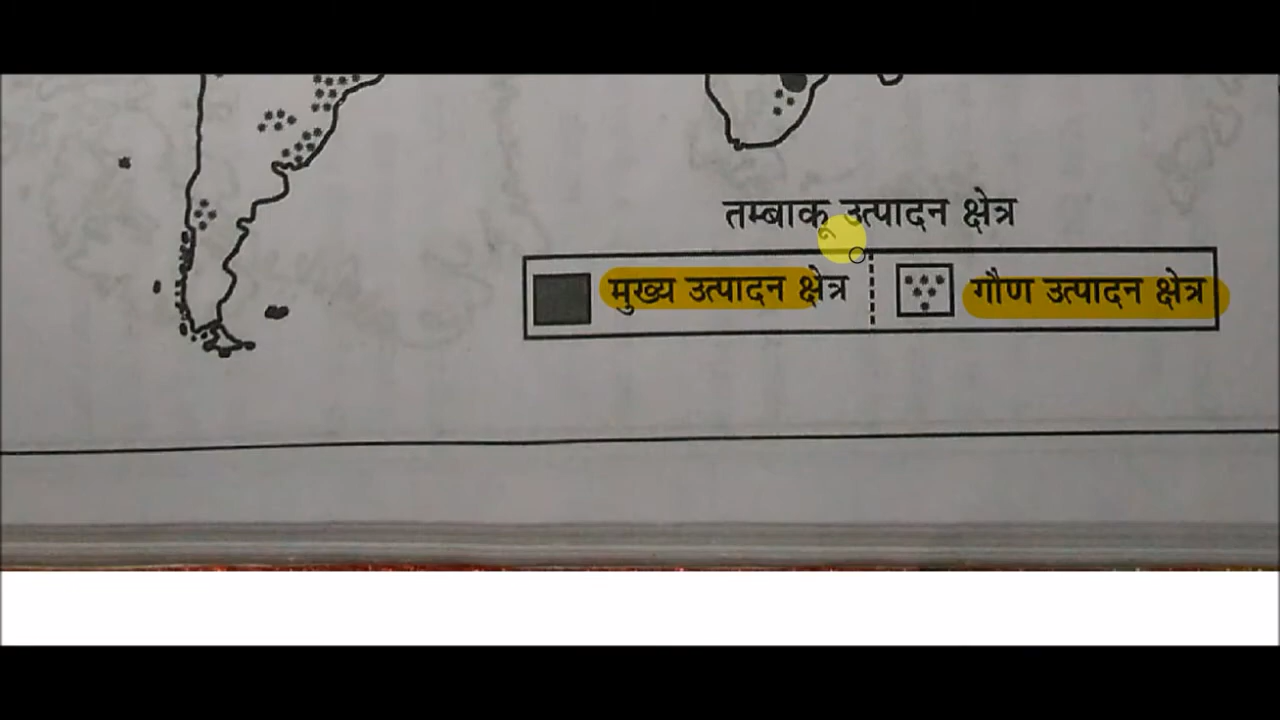 तम्बाकू उत्पादन क्षेत्र
मुख्य उत्पादन क्षेत्र गौण उत्पादन क्षेत्र